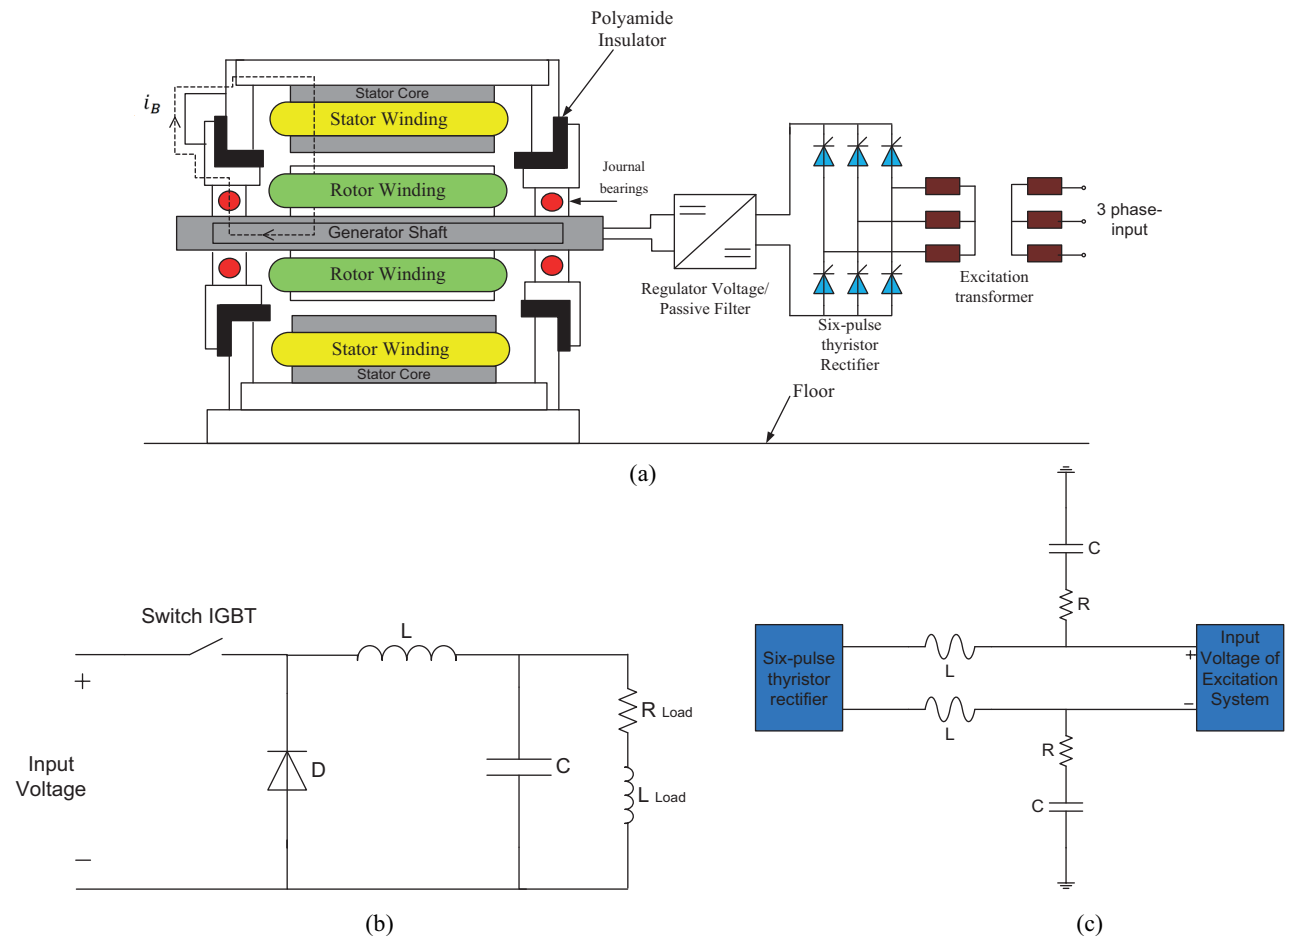 Polyamide
Insulator
i_B
Stator Core
Stator Winding
Rotor Winding
Journal
bearings
Generator Shaft
Rotor Winding
Stator Winding
Stator Core
Regulator Voltage/
Passive Filter
Six-pulse
thyristor
Rectifier
Excitation
transformer
3 phase-
input
Floor
(a)
Switch IGBT
L
+
Input
Voltage
−
D
C
R Load
L Load
(b)
C
R
Six-pulse
thyristor
rectifier
L
L
+
−
Input
Voltage of
Excitation
System
R
C
(c)